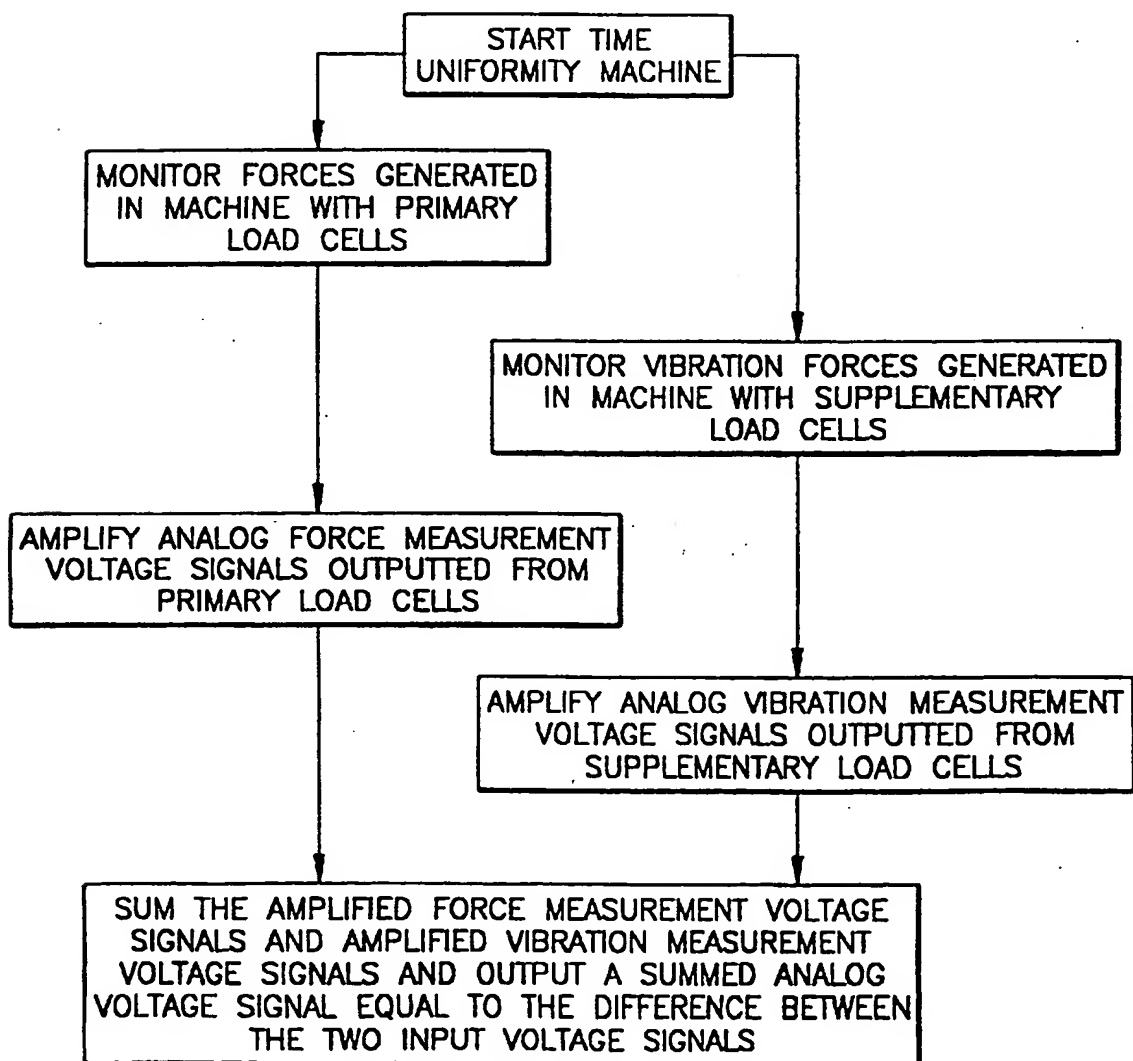 START TIME
UNIFORMITY MACHINE
MONITOR FORCES GENERATED
IN MACHINE WITH PRIMARY
LOAD CELLS
MONITOR VIBRATION FORCES GENERATED
IN MACHINE WITH SUPPLEMENTARY
LOAD CELLS
AMPLIFY ANALOG FORCE MEASUREMENT
VOLTAGE SIGNALS OUTPUTTED FROM
PRIMARY LOAD CELLS
AMPLIFY ANALOG VIBRATION MEASUREMENT
VOLTAGE SIGNALS OUTPUTTED FROM
SUPPLEMENTARY LOAD CELLS
SUM THE AMPLIFIED FORCE MEASUREMENT VOLTAGE
SIGNALS AND AMPLIFIED VIBRATION MEASUREMENT
VOLTAGE SIGNALS AND OUTPUT A SUMMED ANALOG
VOLTAGE SIGNAL EQUAL TO THE DIFFERENCE BETWEEN
THE TWO INPUT VOLTAGE SIGNALS